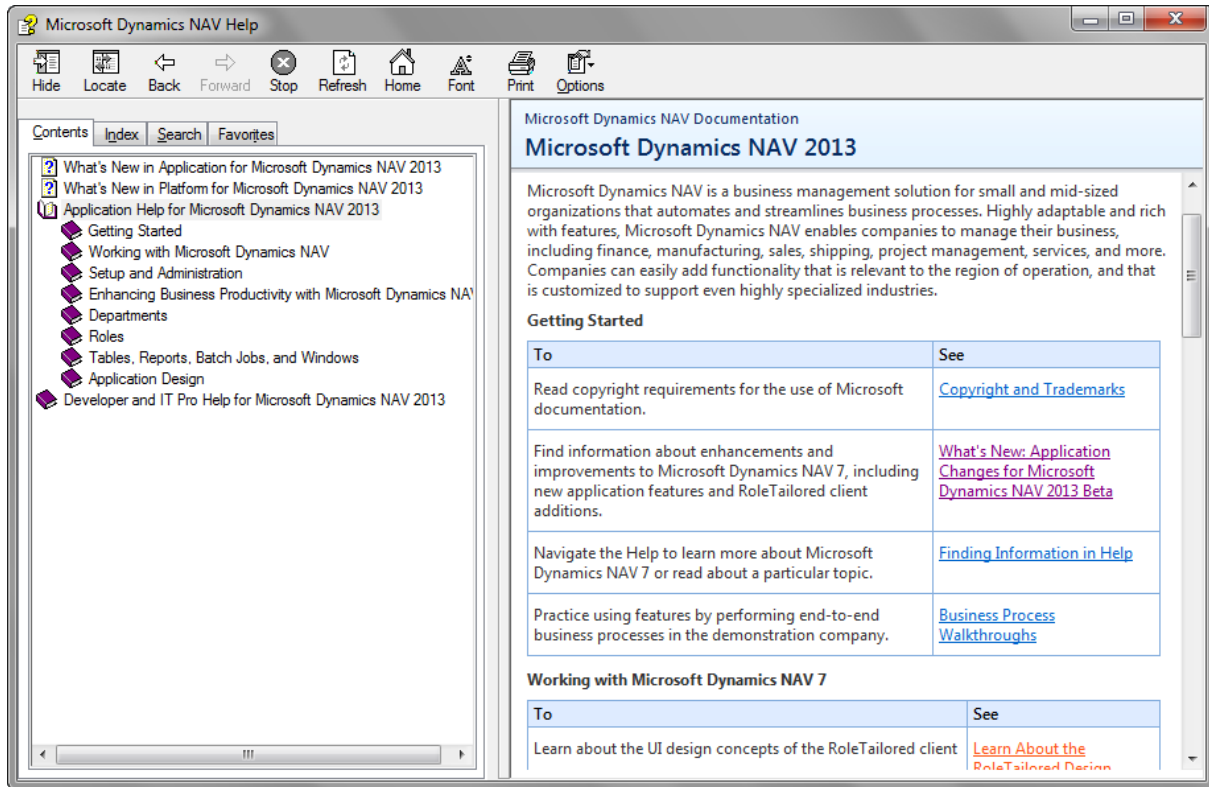 Microsoft Dynamics NAV Help
Hide Locate Back Forward Stop Refresh Home Font Print Options
Contents Index Search Favorites
What's New in Application for Microsoft Dynamics NAV 2013
What's New in Platform for Microsoft Dynamics NAV 2013
Application Help for Microsoft Dynamics NAV 2013
Getting Started
Working with Microsoft Dynamics NAV
Setup and Administration
Enhancing Business Productivity with Microsoft Dynamics NAV
Departments
Roles
Tables, Reports, Batch Jobs, and Windows
Application Design
Developer and IT Pro Help for Microsoft Dynamics NAV 2013
Microsoft Dynamics NAV Documentation
Microsoft Dynamics NAV 2013
Microsoft Dynamics NAV is a business management solution for small and mid-sized
organizations that automates and streamlines business processes. Highly adaptable and rich
with features, Microsoft Dynamics NAV enables companies to manage their business,
including finance, manufacturing, sales, shipping, project management, services, and more.
Companies can easily add functionality that is relevant to the region of operation, and that
is customized to support even highly specialized industries.
Getting Started
To See
Read copyright requirements for the use of Microsoft
documentation.
Copyright and Trademarks
Find information about enhancements and
improvements to Microsoft Dynamics NAV 7, including
new application features and RoleTailored client
additions.
What's New: Application
Changes for Microsoft
Dynamics NAV 2013 Beta
Navigate the Help to learn more about Microsoft
Dynamics NAV 7 or read about a particular topic.
Finding Information in Help
Practice using features by performing end-to-end
business processes in the demonstration company.
Business Process
Walkthroughs
Working with Microsoft Dynamics NAV 7
To See
Learn about the UI design concepts of the RoleTailored client
Learn About the
RoleTailored Design